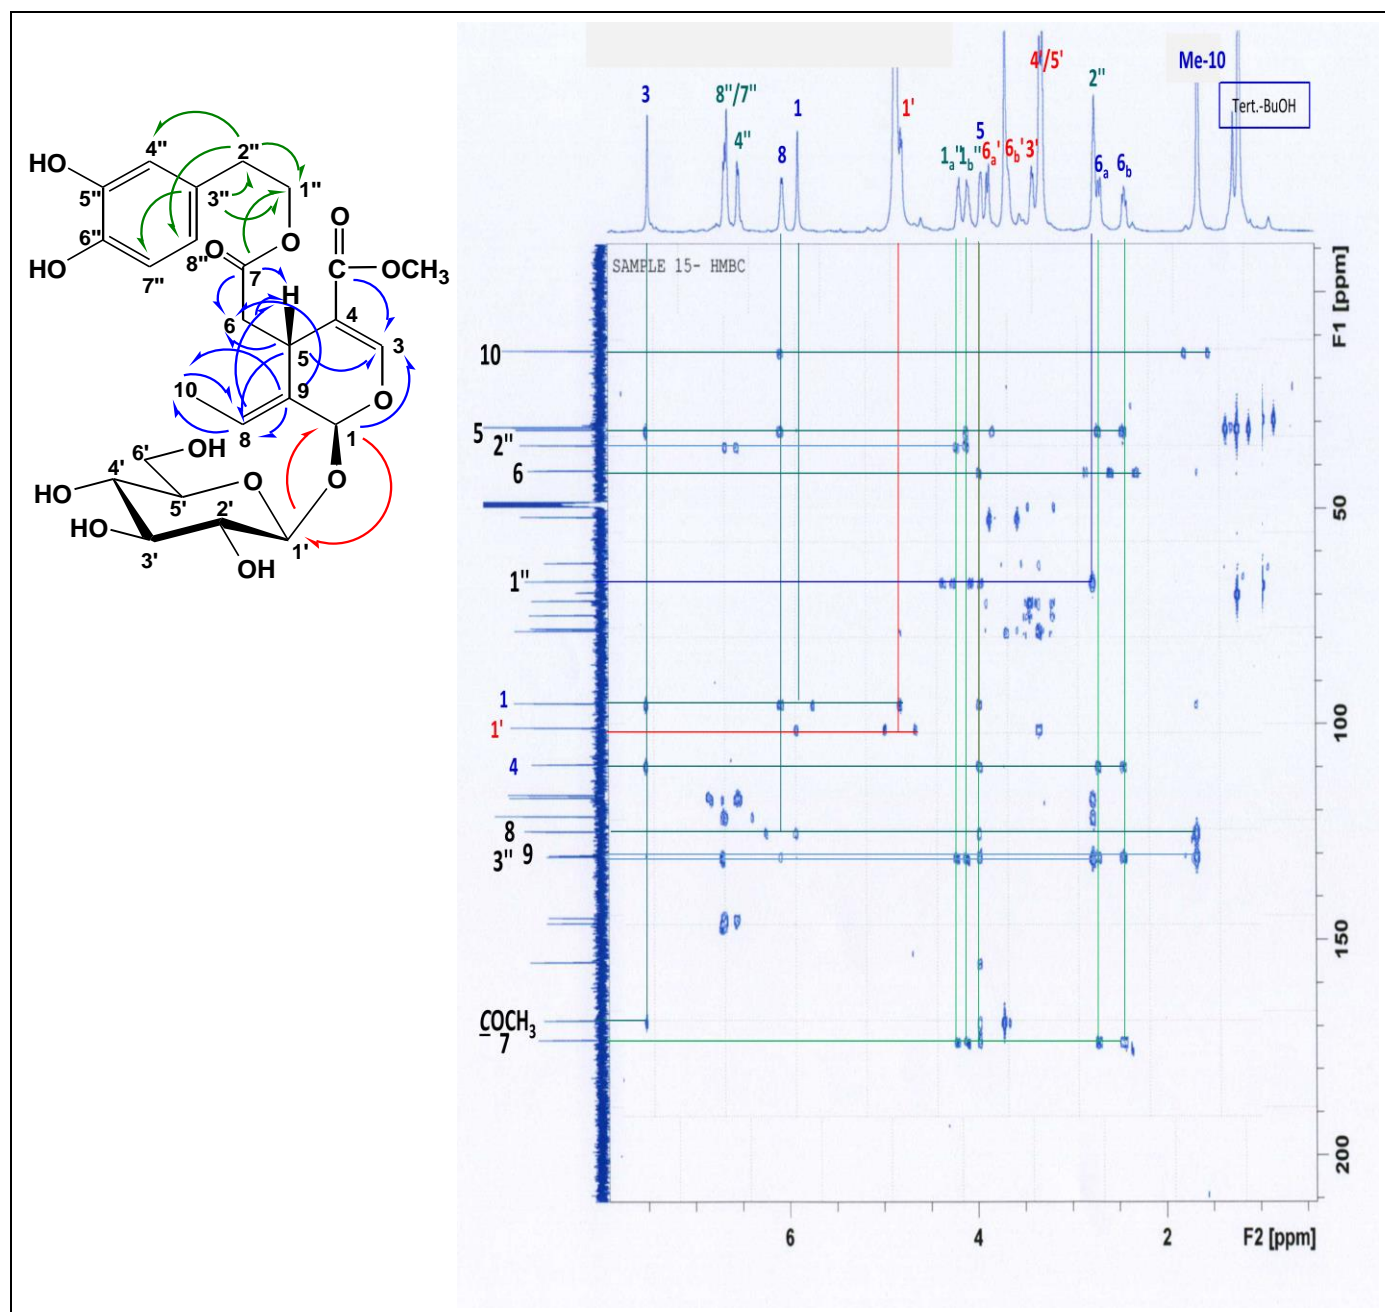 HO
4''
5''
3''
2''
1''
6''
HO
7''
8''
O
O
7
O
OCH3
H
6
4
5
3
10
9
O
8
1
6'
OH
O
4'
HO
5'
O
HO
2'
3'
OH
1'
3
8''/7''
4''
8
1
1'
1a''
1b''
5
6a'
6b'
3'
4'/5'
2''
6a
6b
Me-10
Tert.-BuOH
SAMPLE 15- HMBC
10
5
2''
6
1''
1
1'
4
8
9
3''
COCH3
7
F1 [ppm]
50
100
150
200
6
4
2
F2 [ppm]